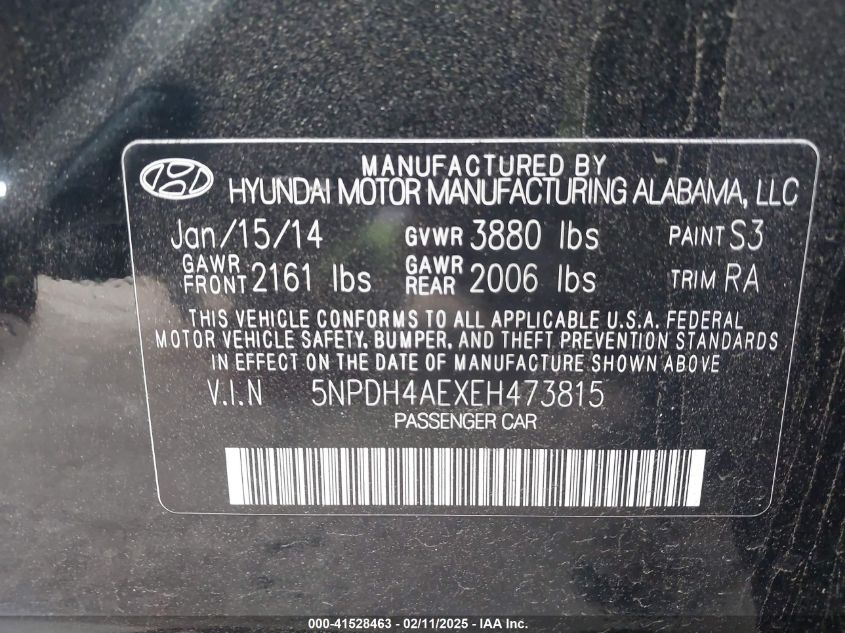 MANUFACTURED BY
HYUNDAI MOTOR MANUFACTURING ALABAMA, LLC
Jan/15/14 GVWR 3880 lbs PAINT S3
GAWR FRONT 2161 lbs GAWR REAR 2006 lbs TRIM RA
THIS VEHICLE CONFORMS TO ALL APPLICABLE U.S.A. FEDERAL
MOTOR VEHICLE SAFETY, BUMPER, AND THEFT PREVENTION STANDARDS
IN EFFECT ON THE DATE OF MANUFACTURE SHOWN ABOVE
V.I.N 5NPDH4AEXEH473815
PASSENGER CAR
000-41528463 - 02/11/2025 - IAA Inc.